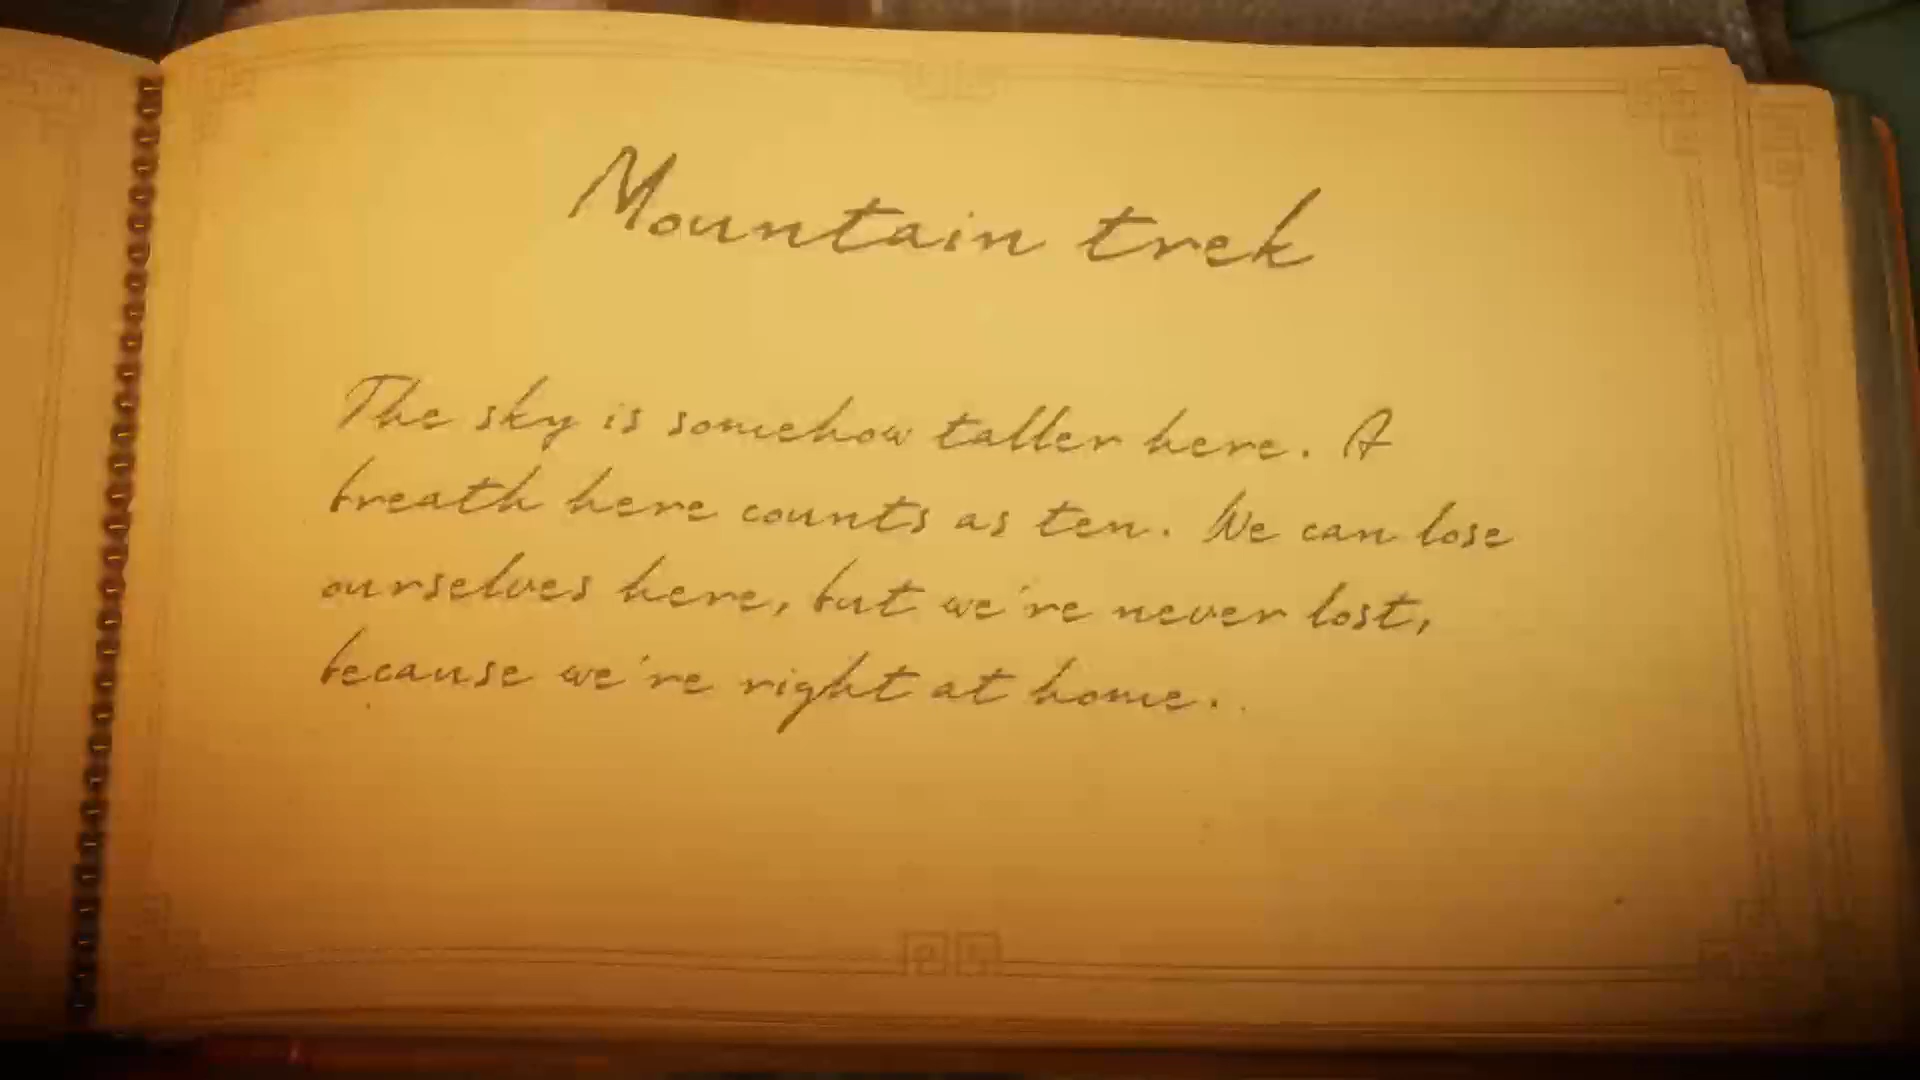 Mountain trek
The sky is somehow taller here. A
breath here counts as ten. We can lose
ourselves here, but we're never lost,
because we're right at home.